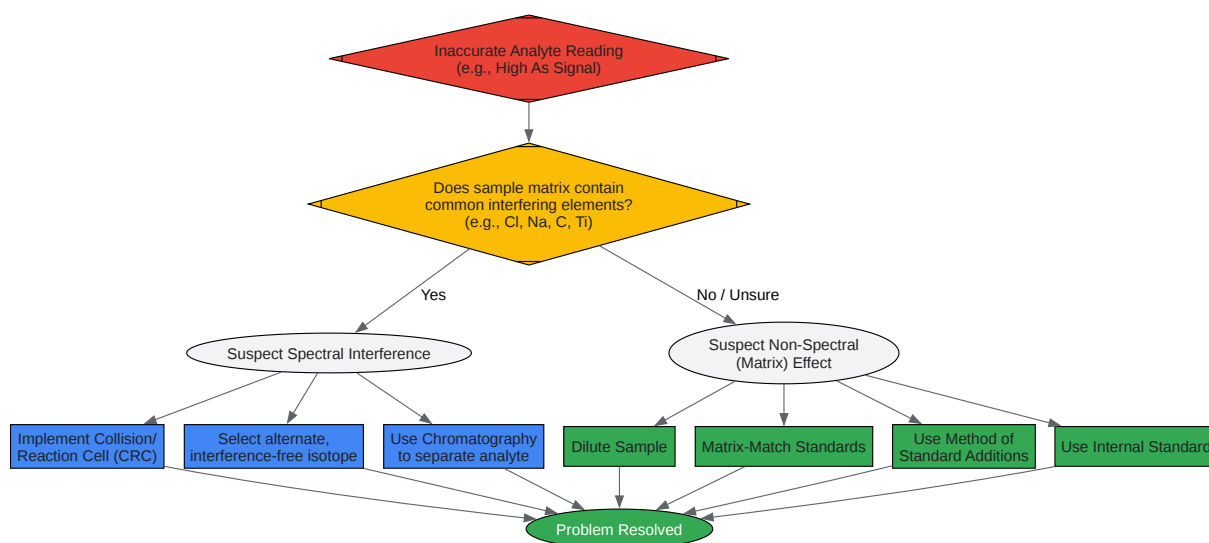 Inaccurate Analyte Reading
(e.g., High As Signal)
Does sample matrix contain
common interfering elements?
(e.g., Cl, Na, C, Ti)
Yes
No / Unsure
Suspect Spectral Interference
Suspect Non-Spectral
(Matrix) Effect
Implement Collision/
Reaction Cell (CRC)
Select alternate,
interference-free isotope
Use Chromatography
to separate analyte
Dilute Sample
Matrix-Match Standards
Use Method of
Standard Additions
Use Internal Standard
Problem Resolved